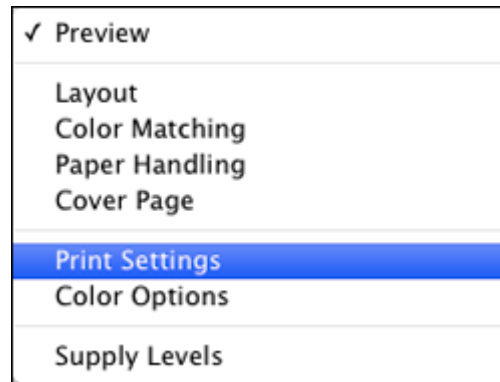 ✓ Preview
Layout
Color Matching
Paper Handling
Cover Page
Print Settings
Color Options
Supply Levels